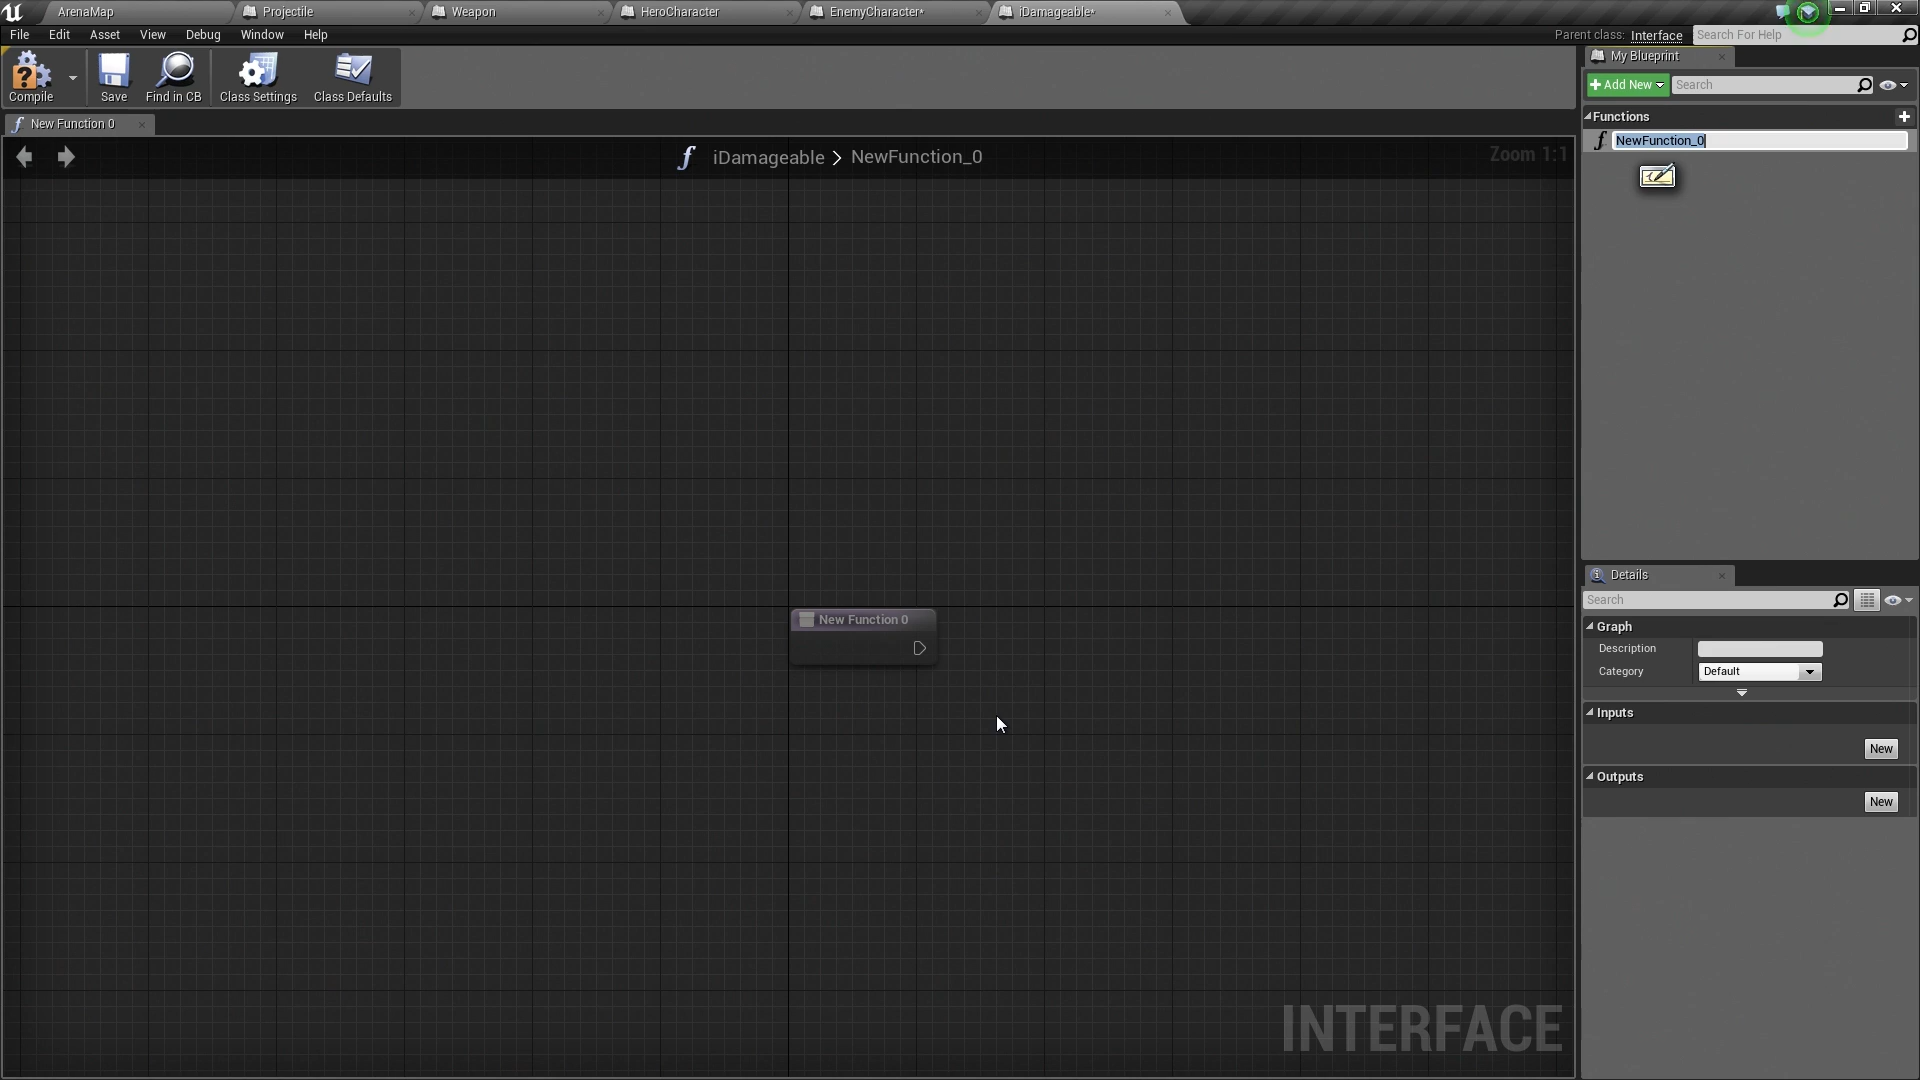 ArenaMap
Projectile
Weapon
HeroCharacter
EnemyCharacter*
iDamageable*
File Edit Asset View Debug Window Help
Parent class: Interface
Search For Help
Compile
Save
Find in CB
Class Settings
Class Defaults
My Blueprint
Add New
Search
New Function 0
Functions
NewFunction_0
iDamageable > NewFunction_0
Zoom 1:1
New Function 0
Details
Search
Graph
Description
Category Default
Inputs
New
Outputs
New
INTERFACE